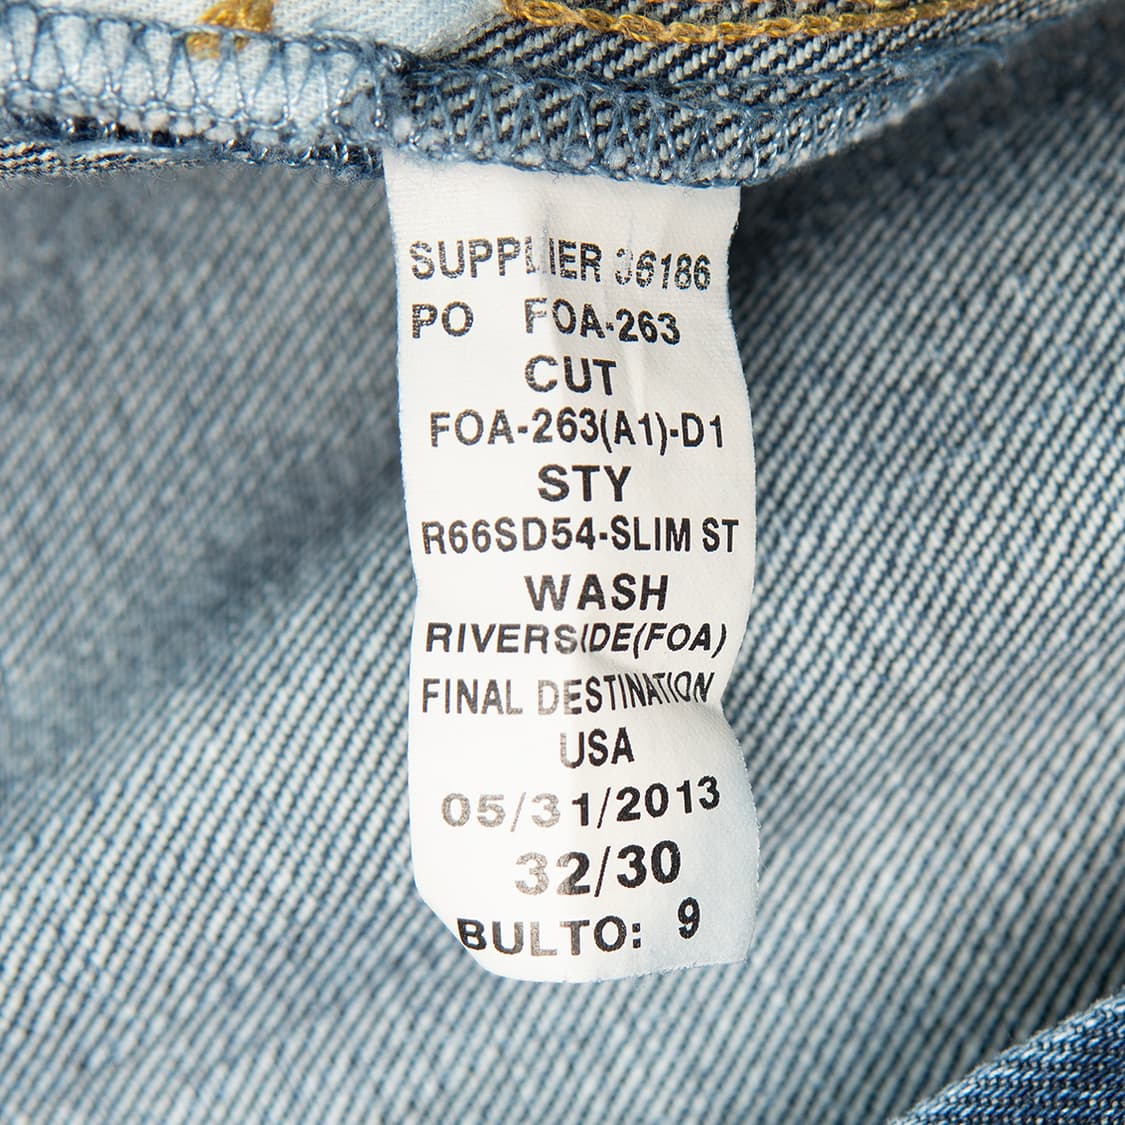 SUPPLIER 36186
PO FOA-263
CUT
FOA-263(A1)-D1
STY
R66SD54-SLIM ST
WASH
RIVERSIDE(FOA)
FINAL DESTINATION
USA
05/31/2013
32/30
BULTO: 9